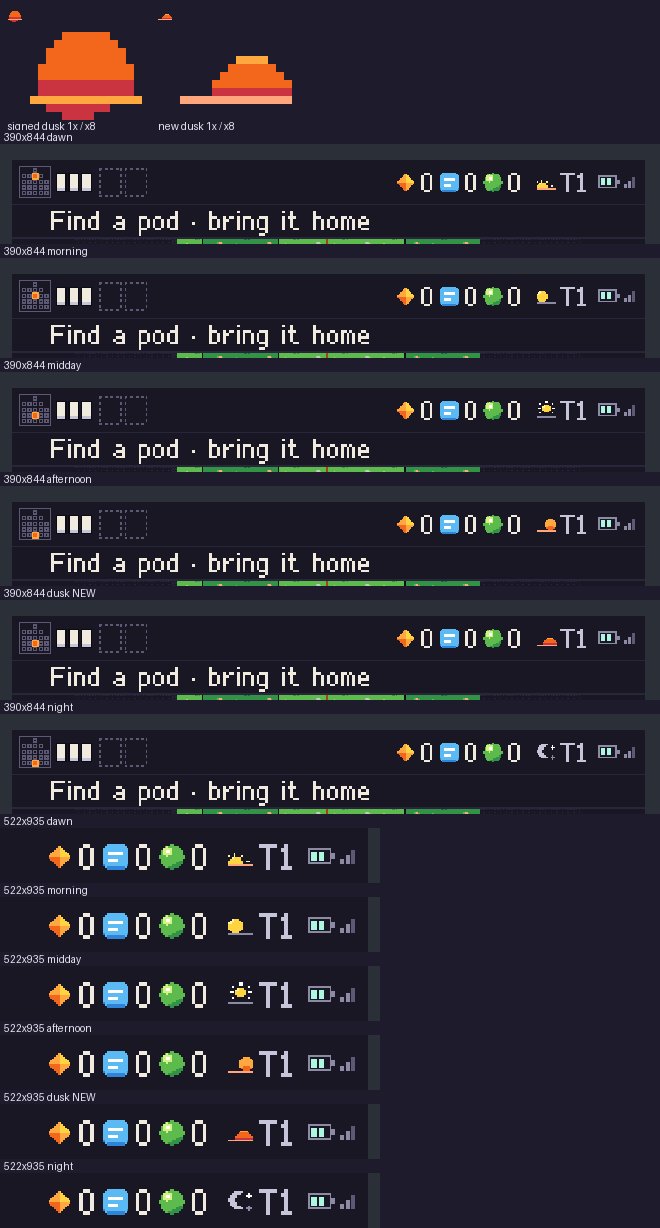 signed dusk 1x / x8
new dusk 1x / x8
390x844 dawn
0 0 0 T1
Find a pod · bring it home
390x844 morning
0 0 0 T1
Find a pod · bring it home
390x844 midday
0 0 0 T1
Find a pod · bring it home
390x844 afternoon
0 0 0 T1
Find a pod · bring it home
390x844 dusk NEW
0 0 0 T1
Find a pod · bring it home
390x844 night
0 0 0 T1
Find a pod · bring it home
522x935 dawn
0 0 0 T1
522x935 morning
0 0 0 T1
522x935 midday
0 0 0 T1
522x935 afternoon
0 0 0 T1
522x935 dusk NEW
0 0 0 T1
522x935 night
0 0 0 T1